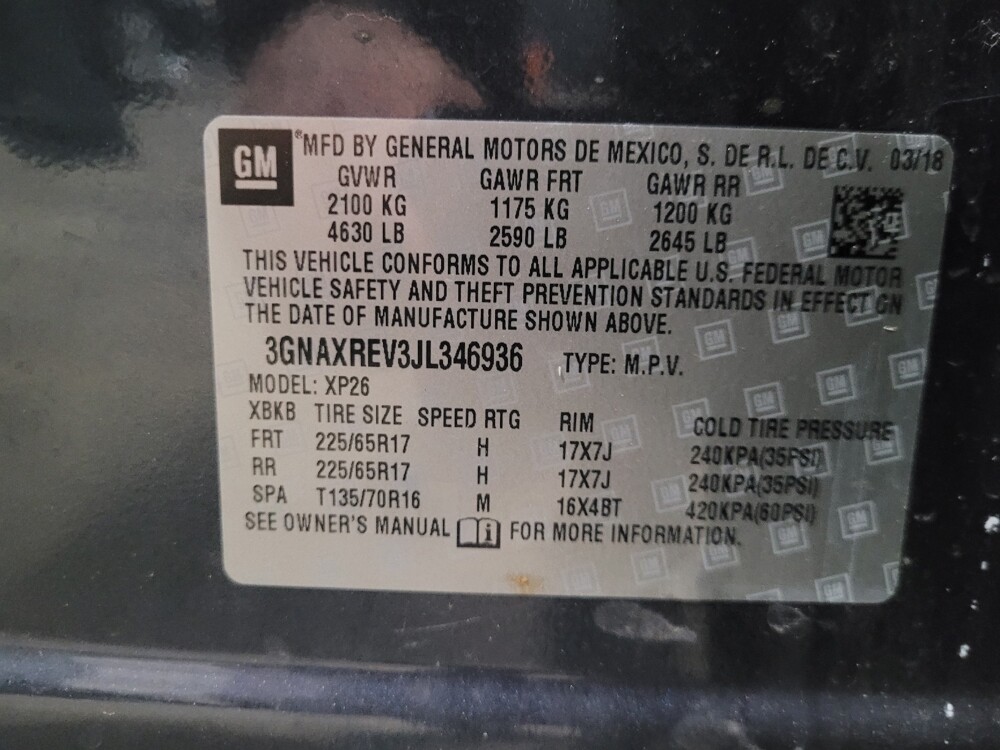 GM ®MFD BY GENERAL MOTORS DE MEXICO, S. DE R.L. DE C.V. 03/18
GVWR GAWR FRT GAWR RR
2100 KG 1175 KG 1200 KG
4630 LB 2590 LB 2645 LB
THIS VEHICLE CONFORMS TO ALL APPLICABLE U.S. FEDERAL MOTOR
VEHICLE SAFETY AND THEFT PREVENTION STANDARDS IN EFFECT ON
THE DATE OF MANUFACTURE SHOWN ABOVE.
3GNAXREV3JL346936 TYPE: M.P.V.
MODEL: XP26
XBKB TIRE SIZE SPEED RTG RIM COLD TIRE PRESSURE
FRT 225/65R17 H 17X7J 240KPA(35PSI)
RR 225/65R17 H 17X7J 240KPA(35PSI)
SPA T135/70R16 M 16X4BT 420KPA(60PSI)
SEE OWNER'S MANUAL i FOR MORE INFORMATION.